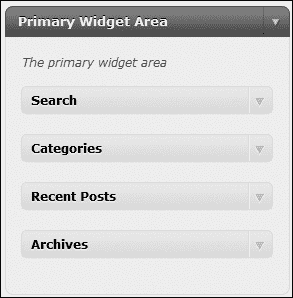 Primary Widget Area
The primary widget area
Search
Categories
Recent Posts
Archives